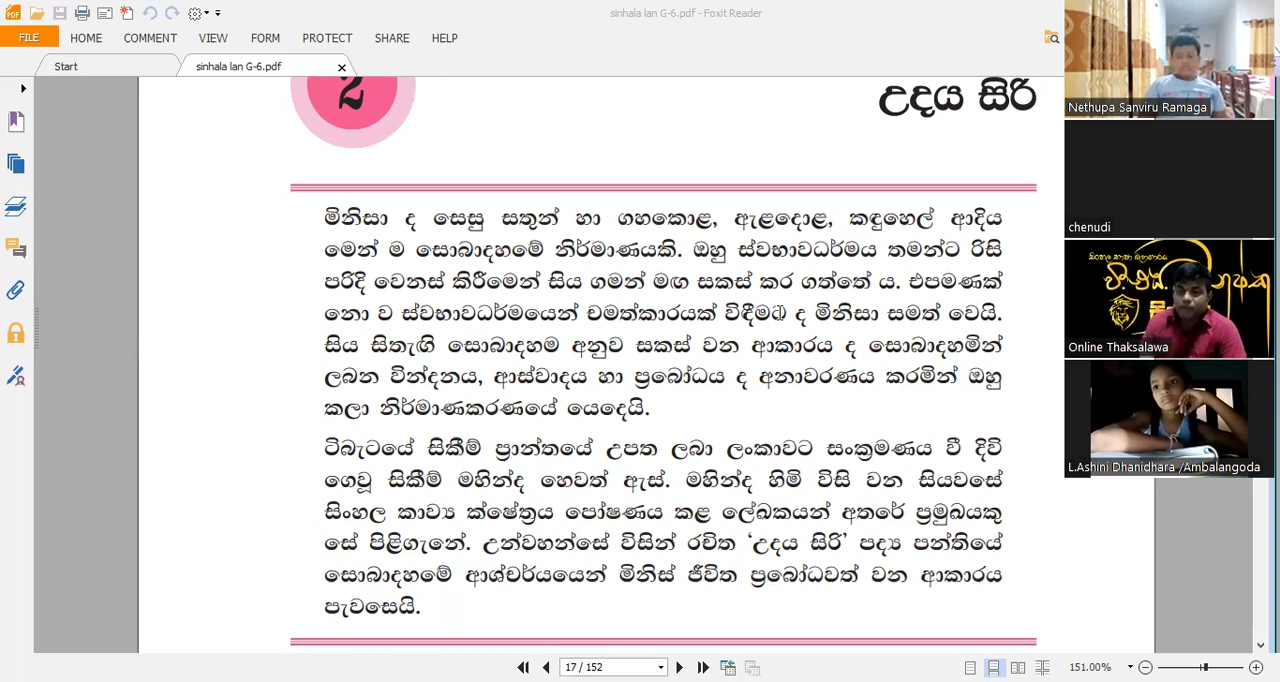 sinhala lan G-6.pdf - Foxit Reader
FILE HOME COMMENT VIEW FORM PROTECT SHARE HELP
Start sinhala lan G-6.pdf
2
උදය සිරි
මිනිසා ද සෙසු සතුන් හා ගහකොළ, ඇළදොළ, කඳුහෙල් ආදිය
මෙන් ම සොබාදහමේ නිර්මාණයකි. ඔහු ස්වභාවධර්මය තමන්ට රිසි
පරිදි වෙනස් කිරීමෙන් සිය ගමන් මඟ සකස් කර ගත්තේ ය. එපමණක්
නො ව ස්වභාවධර්මයෙන් චමත්කාරයක් විඳීමට ද මිනිසා සමත් වෙයි.
සිය සිතැඟි සොබාදහම අනුව සකස් වන ආකාරය ද සොබාදහමින්
ලබන වින්දනය, ආස්වාදය හා ප්‍රබෝධය ද අනාවරණය කරමින් ඔහු
කලා නිර්මාණකරණයේ යෙදෙයි.
ටිබැටයේ සිකීම් ප්‍රාන්තයේ උපත ලබා ලංකාවට සංක්‍රමණය වී දිවි
ගෙවූ සිකීම් මහින්ද හෙවත් ඇස්. මහින්ද හිමි විසි වන සියවසේ
සිංහල කාව්‍ය ක්ෂේත්‍රය පෝෂණය කළ ලේඛකයන් අතරේ ප්‍රමුඛයකු
සේ පිළිගැනේ. උන්වහන්සේ විසින් රචිත ‘උදය සිරි’ පද්‍ය පන්තියේ
සොබාදහමේ ආශ්චර්යයෙන් මිනිස් ජීවිත ප්‍රබෝධවත් වන ආකාරය
පැවසෙයි.
17 / 152
151.00%
Nethupa Sanviru Ramaga
chenudi
Online Thaksalawa
L.Ashini Dhanidhara /Ambalangoda